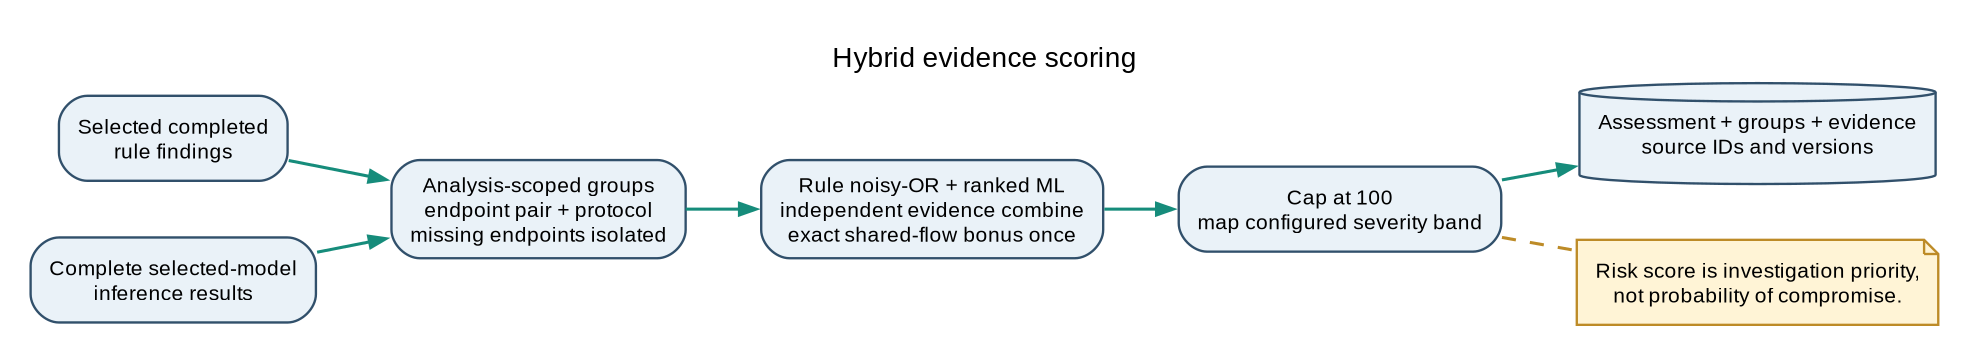 Hybrid evidence scoring
Selected completed
rule findings
Complete selected-model
inference results
Analysis-scoped groups
endpoint pair + protocol
missing endpoints isolated
Rule noisy-OR + ranked ML
independent evidence combine
exact shared-flow bonus once
Cap at 100
map configured severity band
Assessment + groups + evidence
source IDs and versions
Risk score is investigation priority,
not probability of compromise.